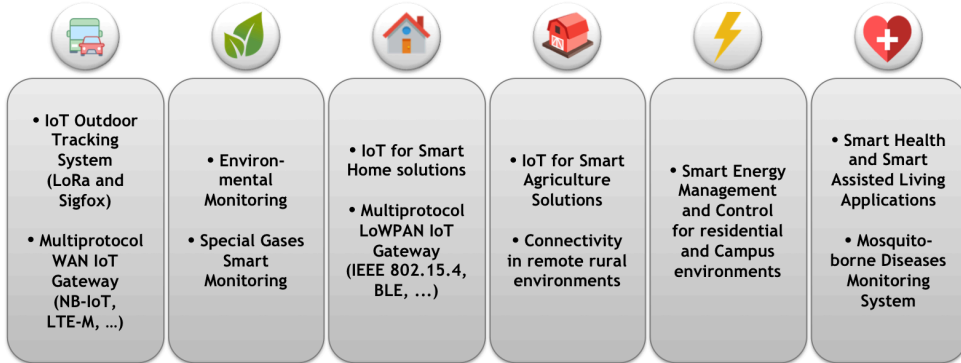 • IoT Outdoor
Tracking
System
(LoRa and
Sigfox)
• Multiprotocol
WAN IoT
Gateway
(NB-IoT,
LTE-M, …)
• Environ-
mental
Monitoring
• Special Gases
Smart
Monitoring
• IoT for Smart
Home solutions
• Multiprotocol
LoWPAN IoT
Gateway
(IEEE 802.15.4,
BLE, ...)
• IoT for Smart
Agriculture
Solutions
• Connectivity
in remote rural
environments
• Smart Energy
Management
and Control
for residential
and Campus
environments
• Smart Health
and Smart
Assisted Living
Applications
• Mosquito-
borne Diseases
Monitoring
System